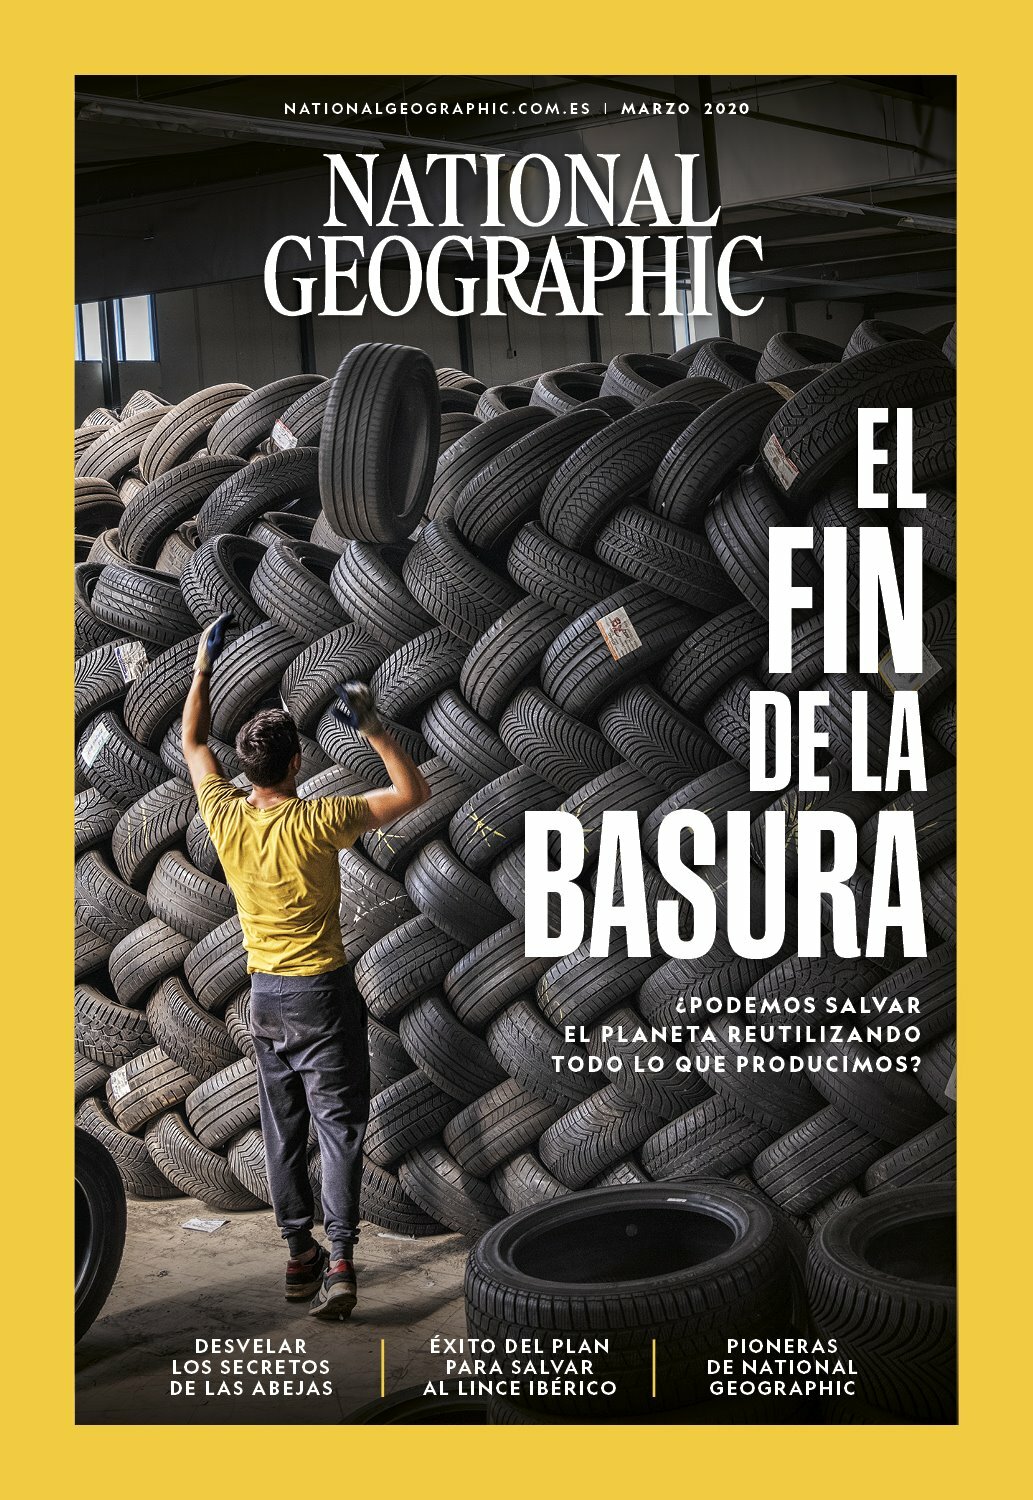 NATIONALGEOGRAPHIC.COM.ES | MARZO 2020
NATIONAL
GEOGRAPHIC
EL
FIN
DE LA
BASURA
¿PODEMOS SALVAR
EL PLANETA REUTILIZANDO
TODO LO QUE PRODUCIMOS?
DESVELAR
LOS SECRETOS
DE LAS ABEJAS
ÉXITO DEL PLAN
PARA SALVAR
AL LINCE IBÉRICO
PIONERAS
DE NATIONAL
GEOGRAPHIC